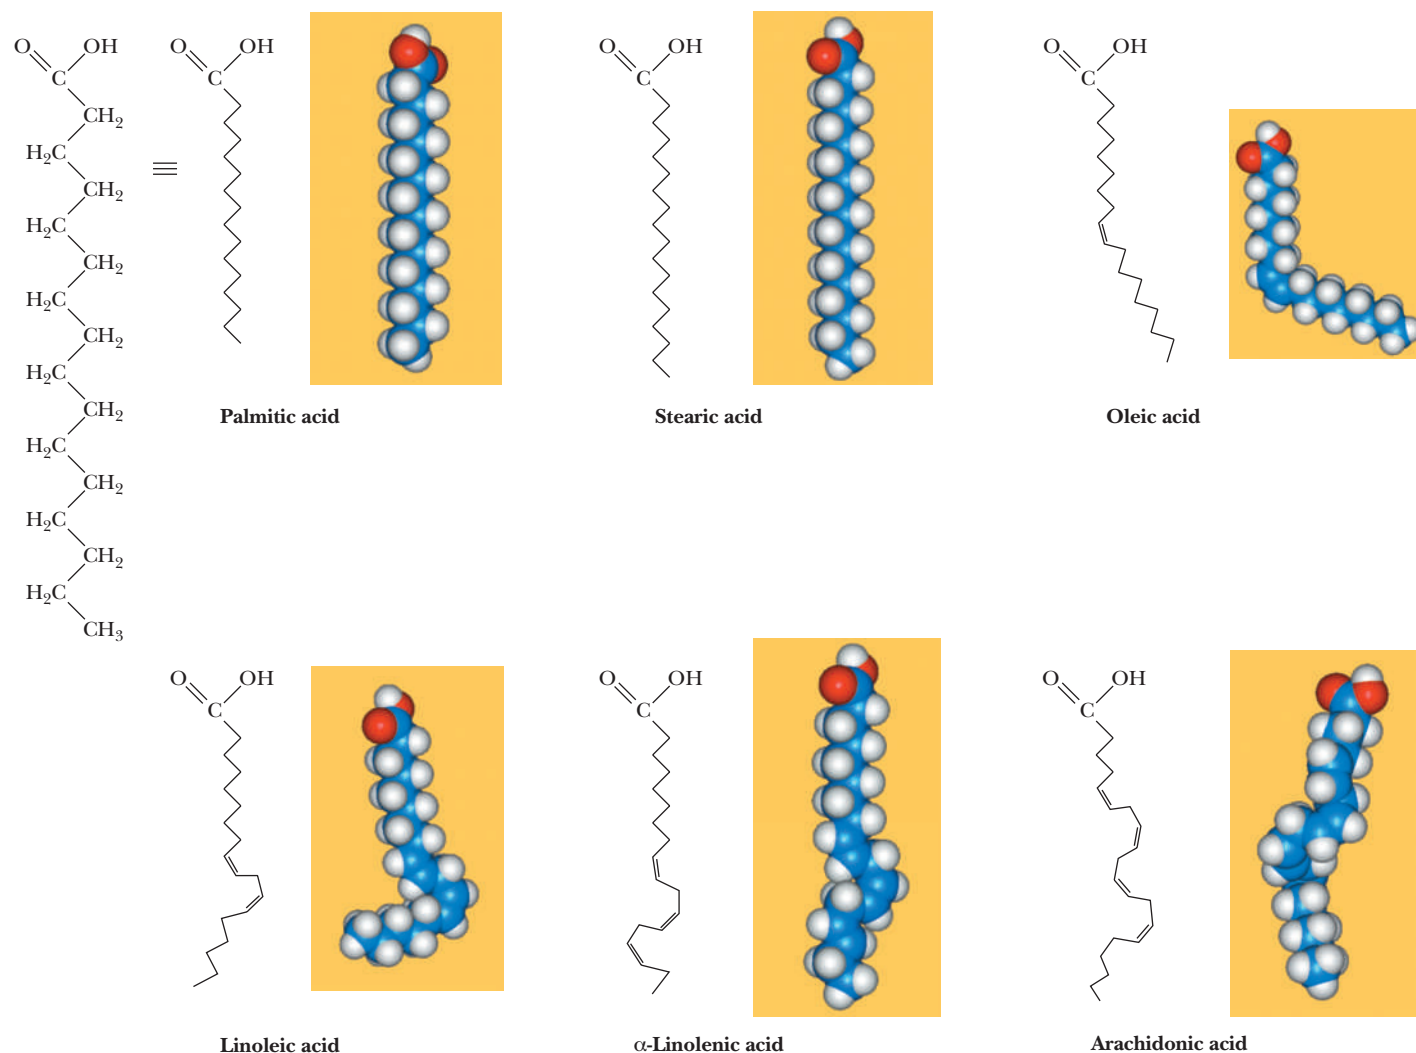 O OH O OH O OH O OH
C C C C
CH₂
H₂C
≡
CH₂
H₂C
CH₂
H₂C
CH₂
H₂C
Palmitic acid Stearic acid Oleic acid
CH₂
H₂C
CH₂
H₂C
CH₂
H₂C
CH₃
O OH O OH O OH
C C C
Linoleic acid α-Linolenic acid Arachidonic acid